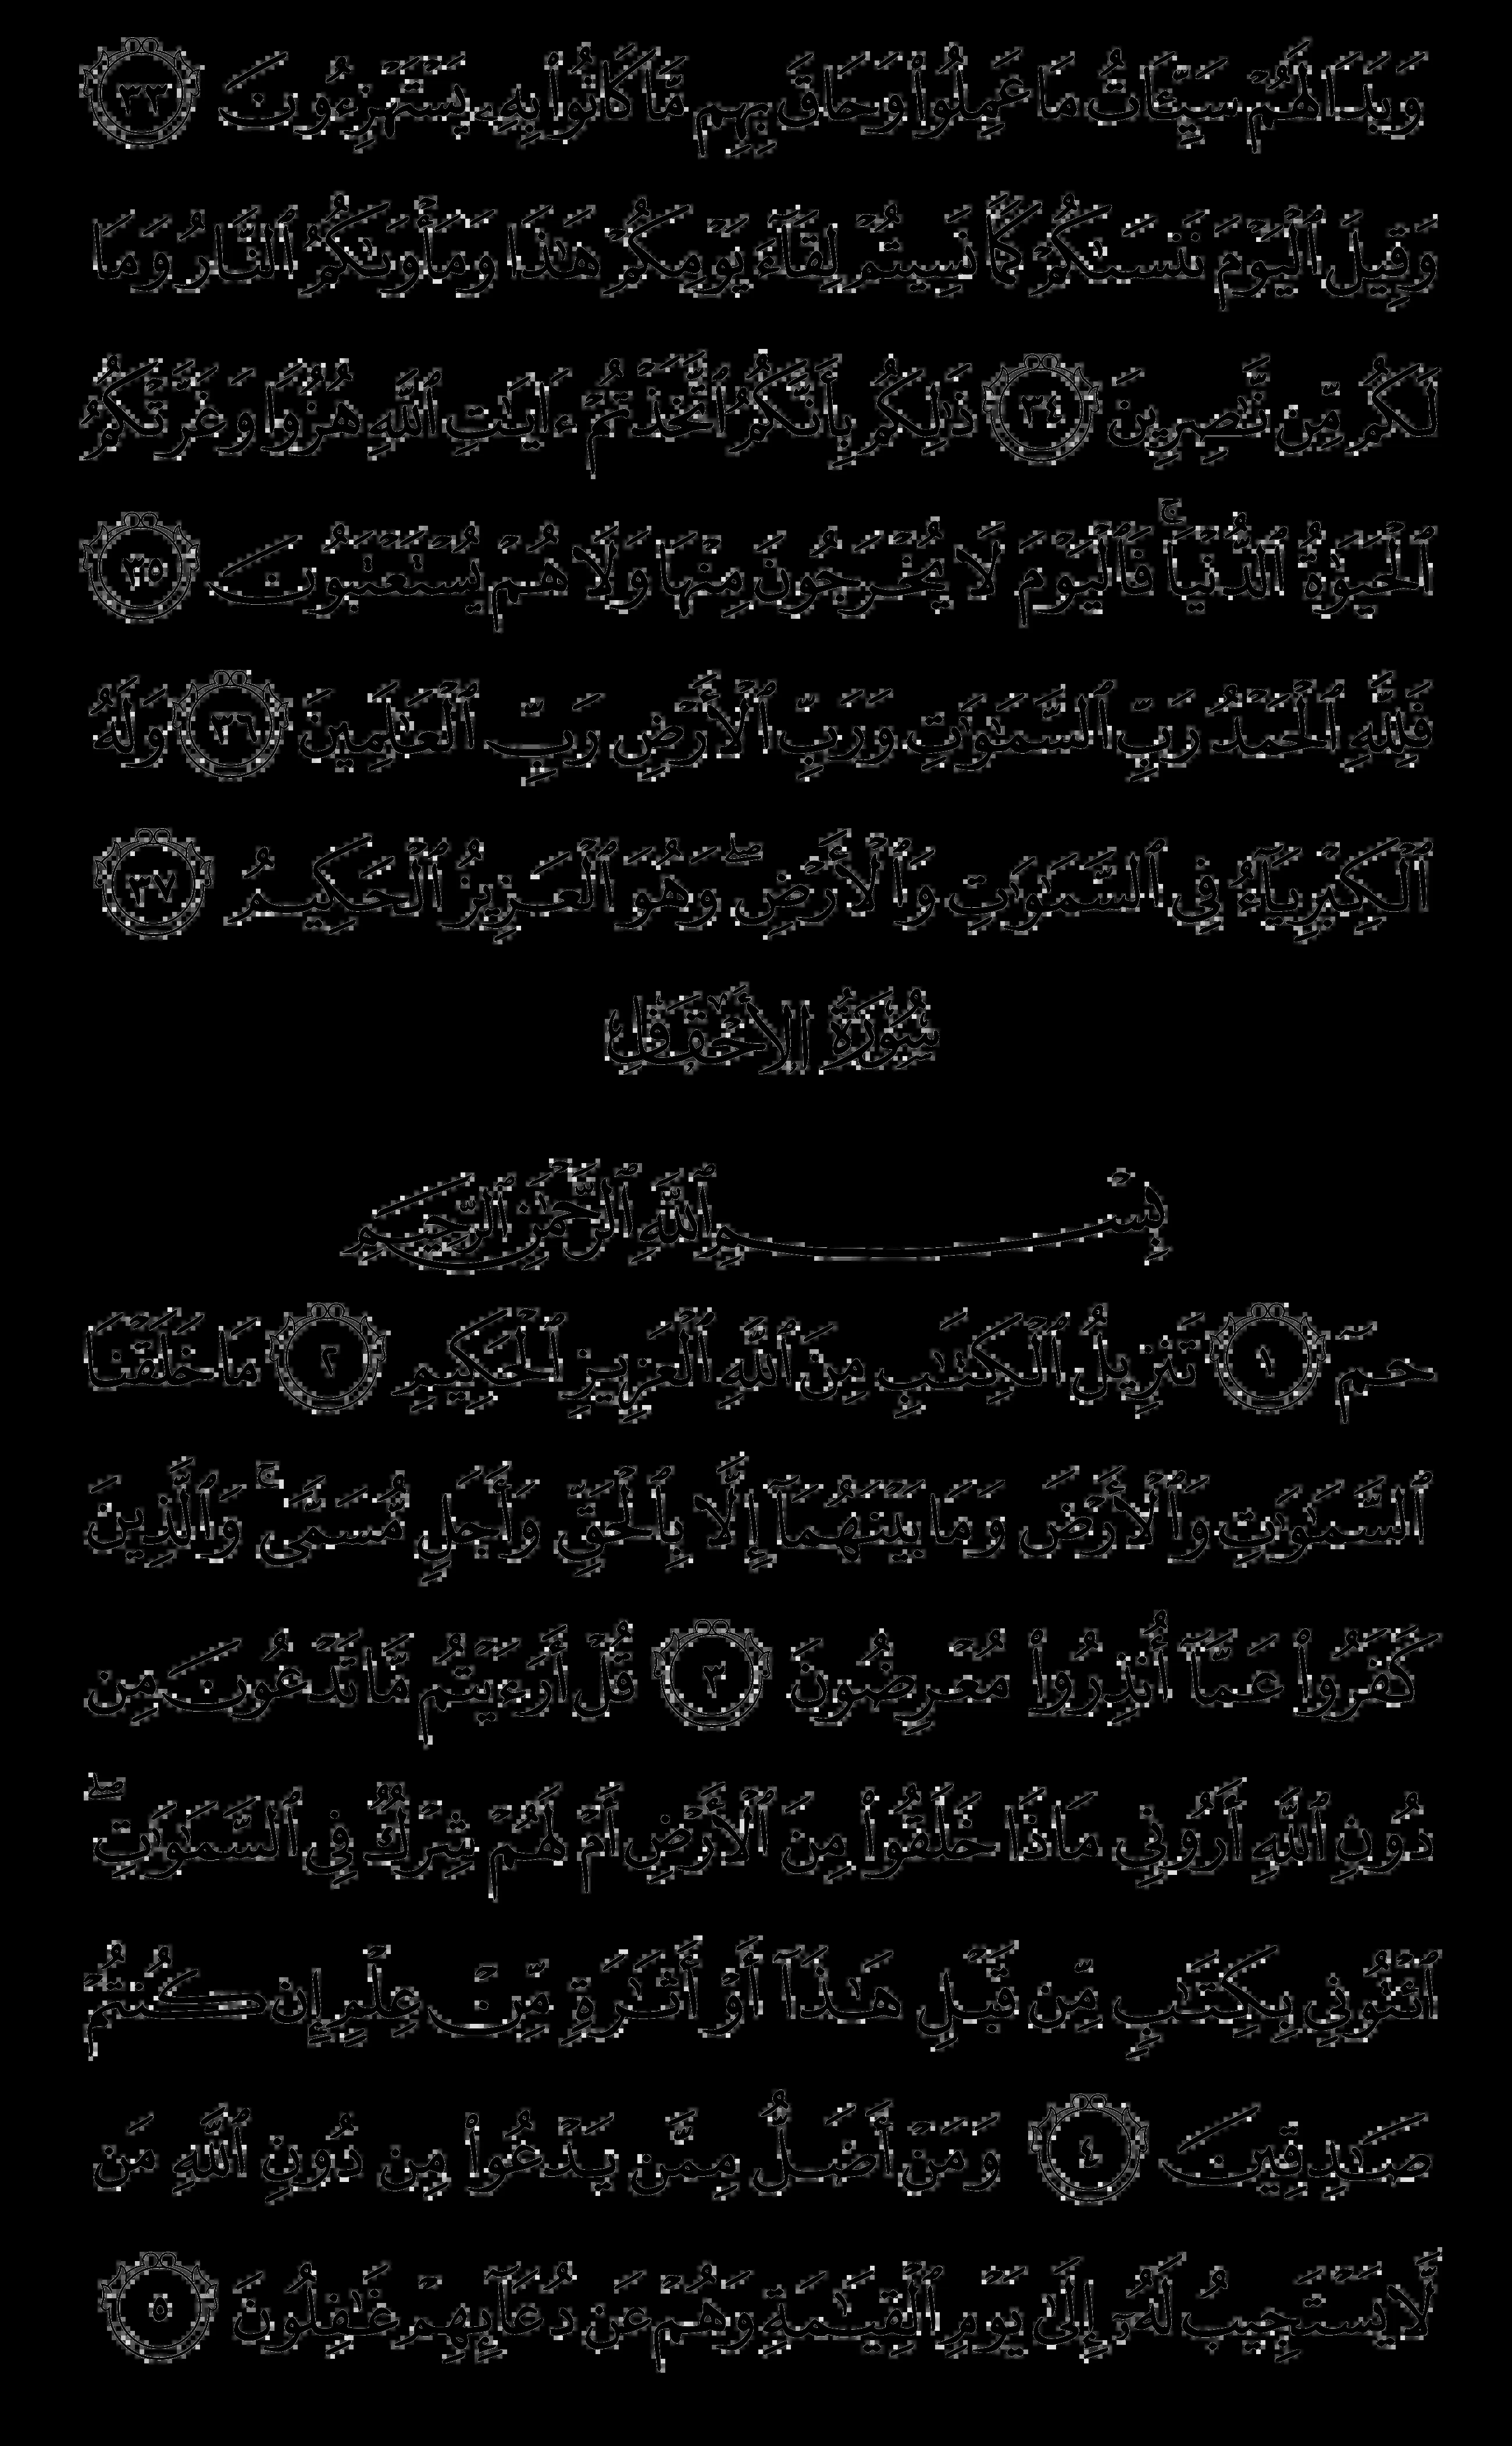 وَبَدَا لَهُمْ سَيِّـَٔاتُ مَا عَمِلُوا۟ وَحَاقَ بِهِم مَّا كَانُوا۟ بِهِۦ يَسْتَهْزِءُونَ ٣٣
وَقِيلَ ٱلْيَوْمَ نَنسَىٰكُمْ كَمَا نَسِيتُمْ لِقَآءَ يَوْمِكُمْ هَٰذَا وَمَأْوَىٰكُمُ ٱلنَّارُ وَمَا
لَكُم مِّن نَّٰصِرِينَ ٣٤ ذَٰلِكُم بِأَنَّكُمُ ٱتَّخَذْتُمْ ءَايَٰتِ ٱللَّهِ هُزُوًا وَغَرَّتْكُمُ
ٱلْحَيَوٰةُ ٱلدُّنْيَا ۚ فَٱلْيَوْمَ لَا يُخْرَجُونَ مِنْهَا وَلَا هُمْ يُسْتَعْتَبُونَ ٣٥
فَلِلَّهِ ٱلْحَمْدُ رَبِّ ٱلسَّمَٰوَٰتِ وَرَبِّ ٱلْأَرْضِ رَبِّ ٱلْعَٰلَمِينَ ٣٦ وَلَهُ
ٱلْكِبْرِيَآءُ فِى ٱلسَّمَٰوَٰتِ وَٱلْأَرْضِ ۖ وَهُوَ ٱلْعَزِيزُ ٱلْحَكِيمُ ٣٧
سُورَةُ الأَحْقَافِ
بِسْمِ ٱللَّهِ ٱلرَّحْمَٰنِ ٱلرَّحِيمِ
حمٓ ١ تَنزِيلُ ٱلْكِتَٰبِ مِنَ ٱللَّهِ ٱلْعَزِيزِ ٱلْحَكِيمِ ٢ مَا خَلَقْنَا
ٱلسَّمَٰوَٰتِ وَٱلْأَرْضَ وَمَا بَيْنَهُمَآ إِلَّا بِٱلْحَقِّ وَأَجَلٍ مُّسَمًّى ۚ وَٱلَّذِينَ
كَفَرُوا۟ عَمَّآ أُنذِرُوا۟ مُعْرِضُونَ ٣ قُلْ أَرَءَيْتُم مَّا تَدْعُونَ مِن
دُونِ ٱللَّهِ أَرُونِى مَاذَا خَلَقُوا۟ مِنَ ٱلْأَرْضِ أَمْ لَهُمْ شِرْكٌ فِى ٱلسَّمَٰوَٰتِ ۖ
ٱئْتُونِى بِكِتَٰبٍ مِّن قَبْلِ هَٰذَآ أَوْ أَثَٰرَةٍ مِّنْ عِلْمٍ إِن كُنتُمْ
صَٰدِقِينَ ٤ وَمَنْ أَضَلُّ مِمَّن يَدْعُوا۟ مِن دُونِ ٱللَّهِ مَن
لَّا يَسْتَجِيبُ لَهُۥٓ إِلَىٰ يَوْمِ ٱلْقِيَٰمَةِ وَهُمْ عَن دُعَآئِهِمْ غَٰفِلُونَ ٥